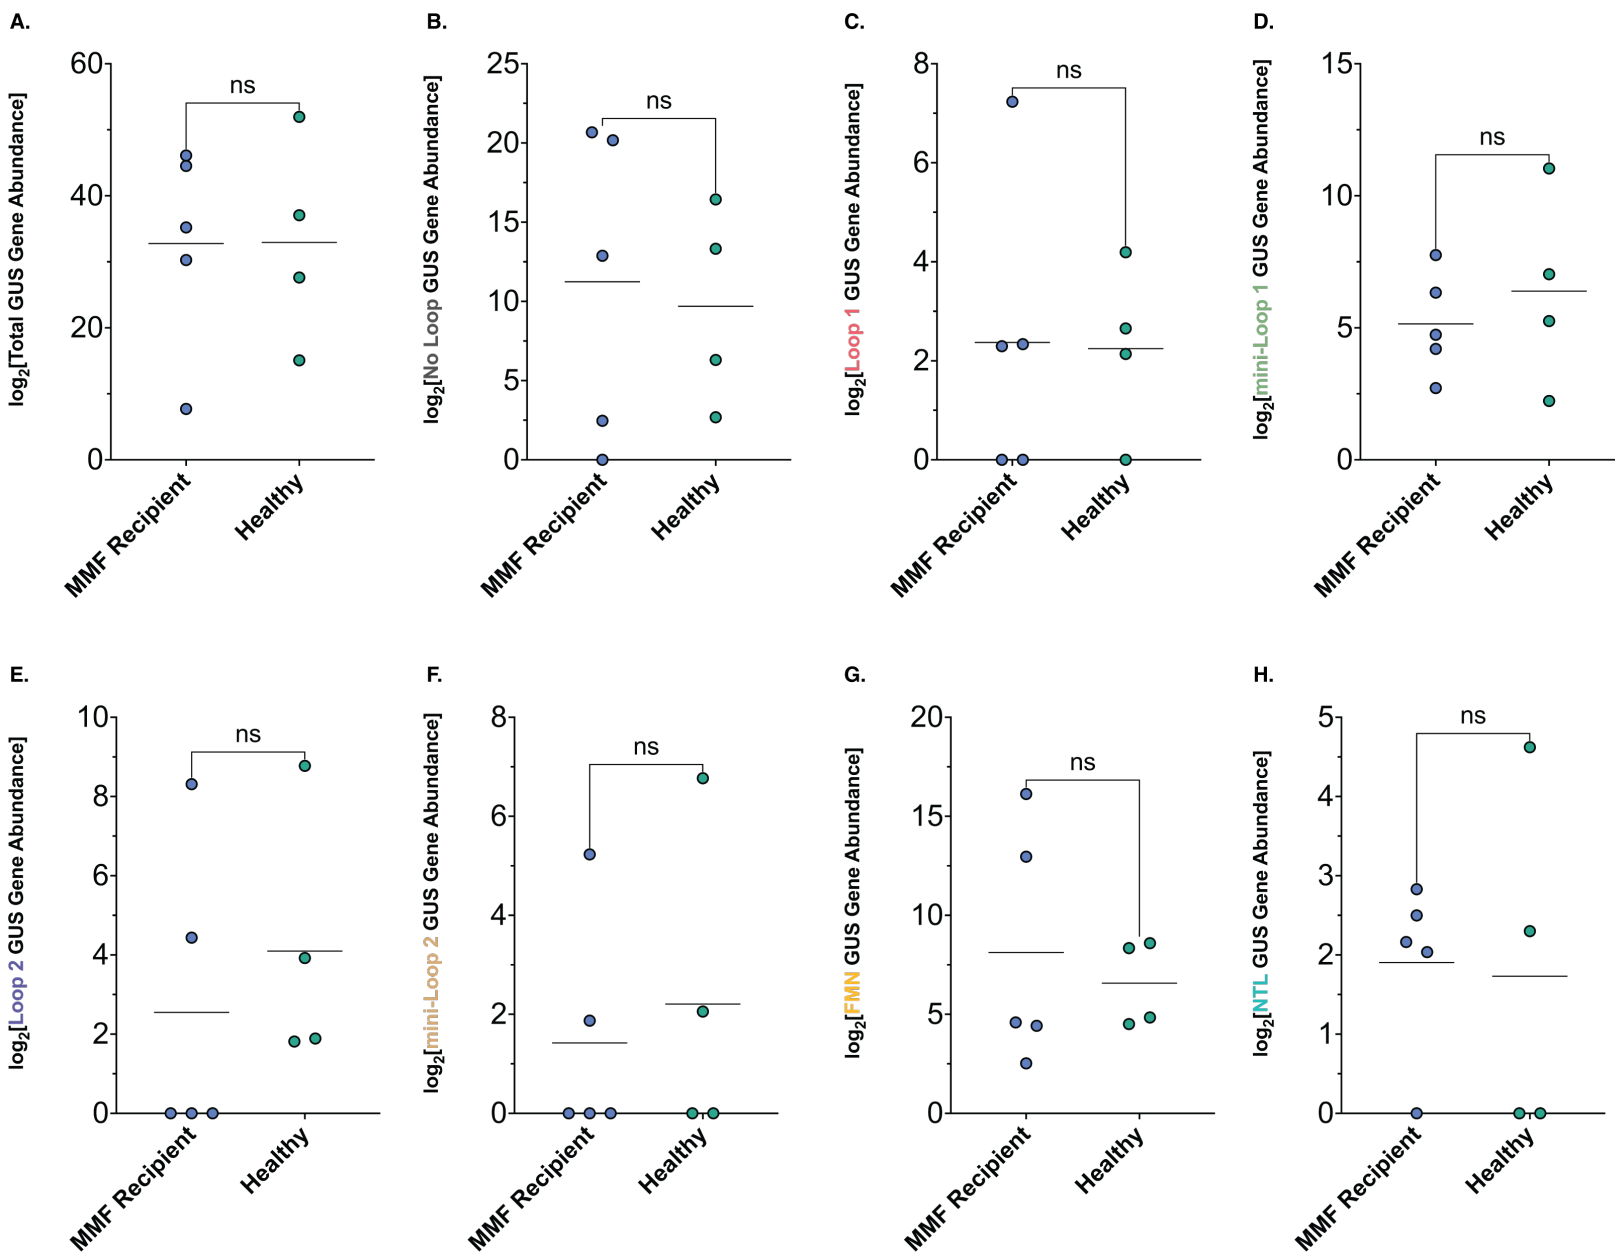 A.
log2[Total GUS Gene Abundance]
60
40
20
0
ns
MMF Recipient
Healthy
B.
log2[No Loop GUS Gene Abundance]
25
20
15
10
5
0
ns
MMF Recipient
Healthy
C.
log2[Loop 1 GUS Gene Abundance]
8
6
4
2
0
ns
MMF Recipient
Healthy
D.
log2[mini-Loop 1 GUS Gene Abundance]
15
10
5
0
ns
MMF Recipient
Healthy
E.
log2[Loop 2 GUS Gene Abundance]
10
8
6
4
2
0
ns
MMF Recipient
Healthy
F.
log2[mini-Loop 2 GUS Gene Abundance]
8
6
4
2
0
ns
MMF Recipient
Healthy
G.
log2[FMN GUS Gene Abundance]
20
15
10
5
0
ns
MMF Recipient
Healthy
H.
log2[NTL GUS Gene Abundance]
5
4
3
2
1
0
ns
MMF Recipient
Healthy